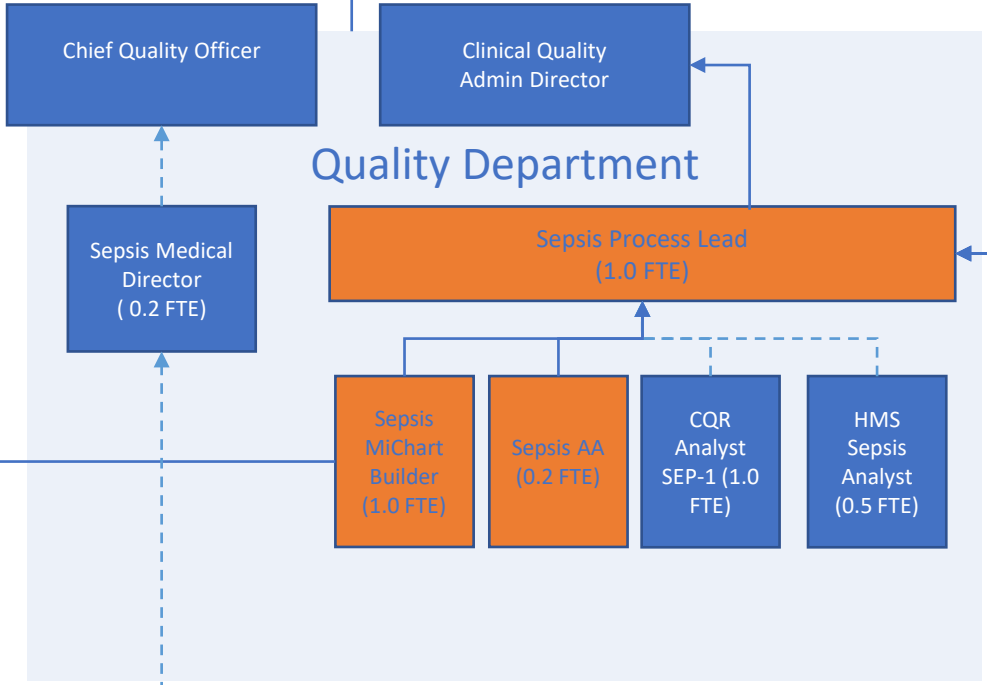 Chief Quality Officer
Clinical Quality
Admin Director
Quality Department
Sepsis Medical
Director
( 0.2 FTE)
Sepsis Process Lead
(1.0 FTE)
Sepsis
MiChart
Builder
(1.0 FTE)
Sepsis AA
(0.2 FTE)
CQR
Analyst
SEP-1 (1.0
FTE)
HMS
Sepsis
Analyst
(0.5 FTE)